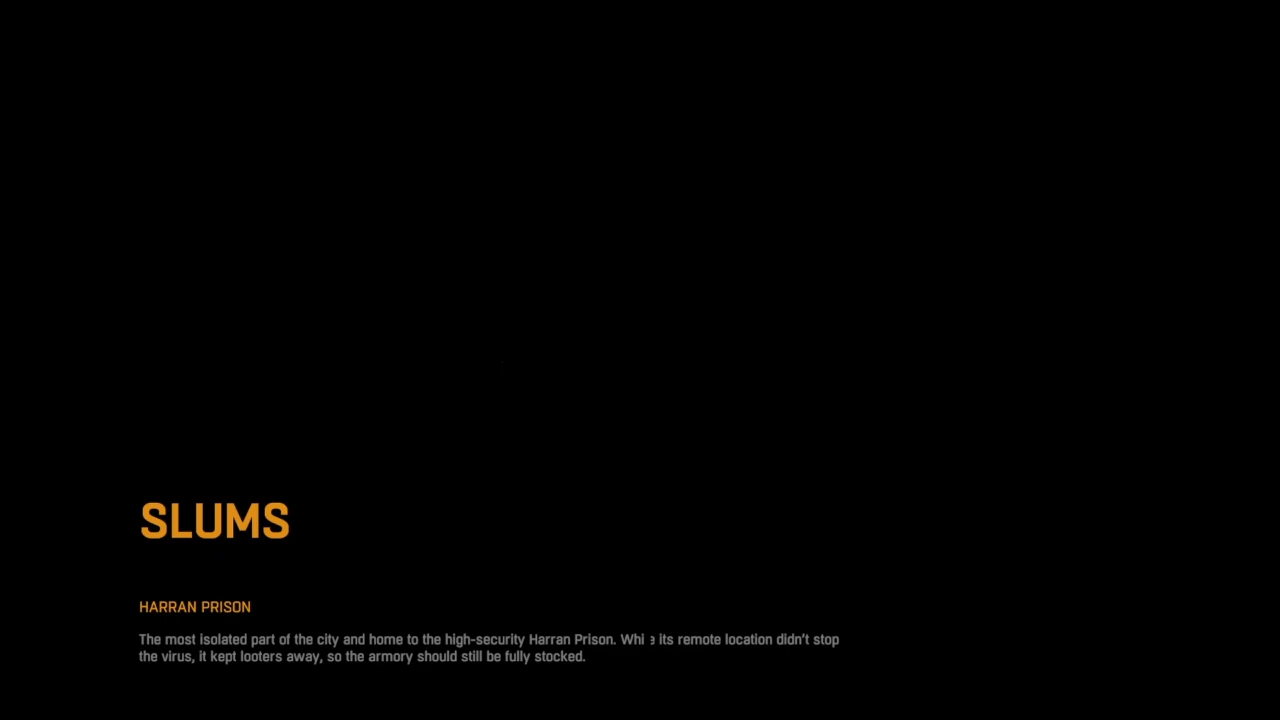 SLUMS
HARRAN PRISON
The most isolated part of the city and home to the high-security Harran Prison. Whi e its remote location didn't stop
the virus, it kept looters away, so the armory should still be fully stocked.